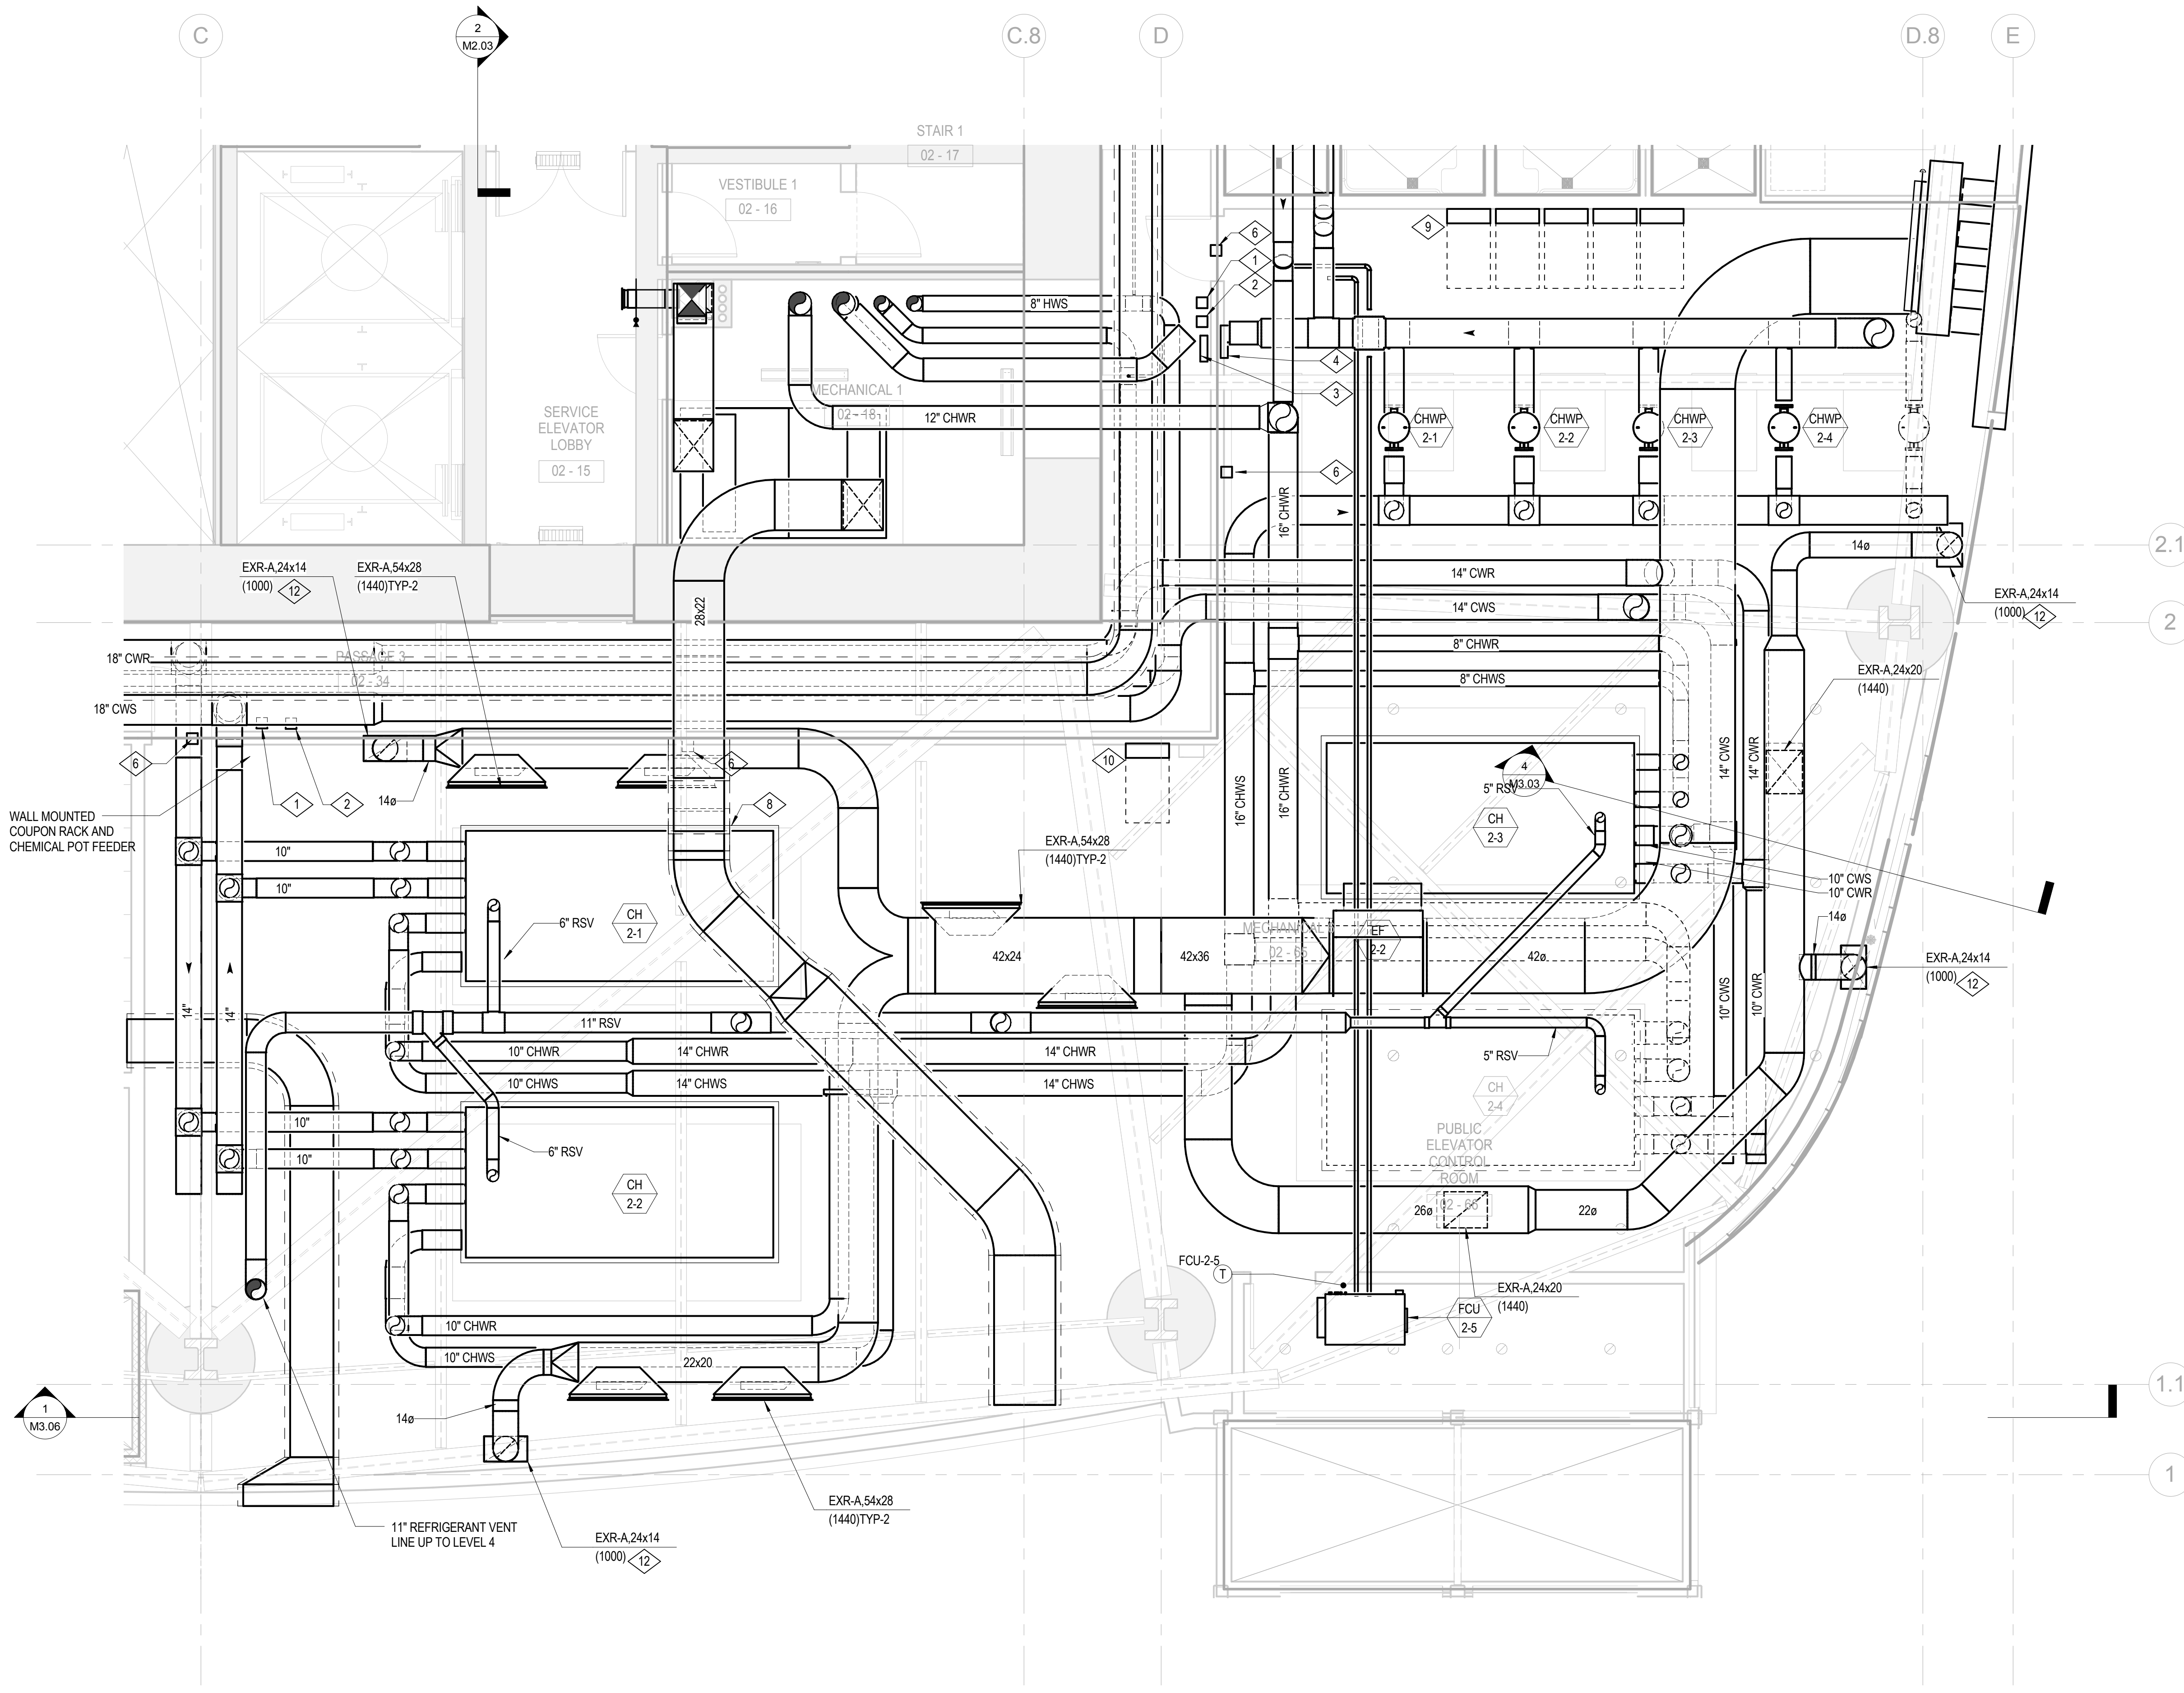 C
2
M2.03
C.8
D
D.8
E
STAIR 1
02 - 17
VESTIBULE 1
02 - 16
6
1
2
9
8" HWS
4
3
MECHANICAL 1
02 - 18
12" CHWR
SERVICE
ELEVATOR
LOBBY
02 - 15
CHWP
2-1
CHWP
2-2
CHWP
2-3
CHWP
2-4
6
16" CHWR
14ø
2.1
EXR-A,24x14
(1000)
12
EXR-A,54x28
(1440)TYP-2
28x22
14" CWR
14" CWS
EXR-A,24x14
(1000)
12
2
8" CHWR
8" CHWS
18" CWR
PASSAGE 3
02 - 34
18" CWS
EXR-A,24x20
(1440)
6
6
10
1
2
14ø
8
WALL MOUNTED
COUPON RACK AND
CHEMICAL POT FEEDER
16" CHWS
16" CHWR
4
M3.03
5" RSV
CH
2-3
14" CWS
14" CWR
10"
10"
EXR-A,54x28
(1440)TYP-2
10" CWS
10" CWR
14ø
6" RSV
CH
2-1
42x24
42x36
MECHANICAL
02 - 65
EF
2-2
42ø
EXR-A,24x14
(1000)
12
14"
14"
10" CWS
10" CWR
11" RSV
10" CHWR
14" CHWR
14" CHWR
5" RSV
10" CHWS
14" CHWS
14" CHWS
CH
2-4
10"
10"
6" RSV
PUBLIC
ELEVATOR
CONTROL
ROOM
02 - 66
CH
2-2
26ø
22ø
FCU-2-5
T
EXR-A,24x20
(1440)
FCU
2-5
10" CHWR
10" CHWS
22x20
1.1
1
M3.06
14ø
1
EXR-A,54x28
(1440)TYP-2
11" REFRIGERANT VENT
LINE UP TO LEVEL 4
EXR-A,24x14
(1000)
12